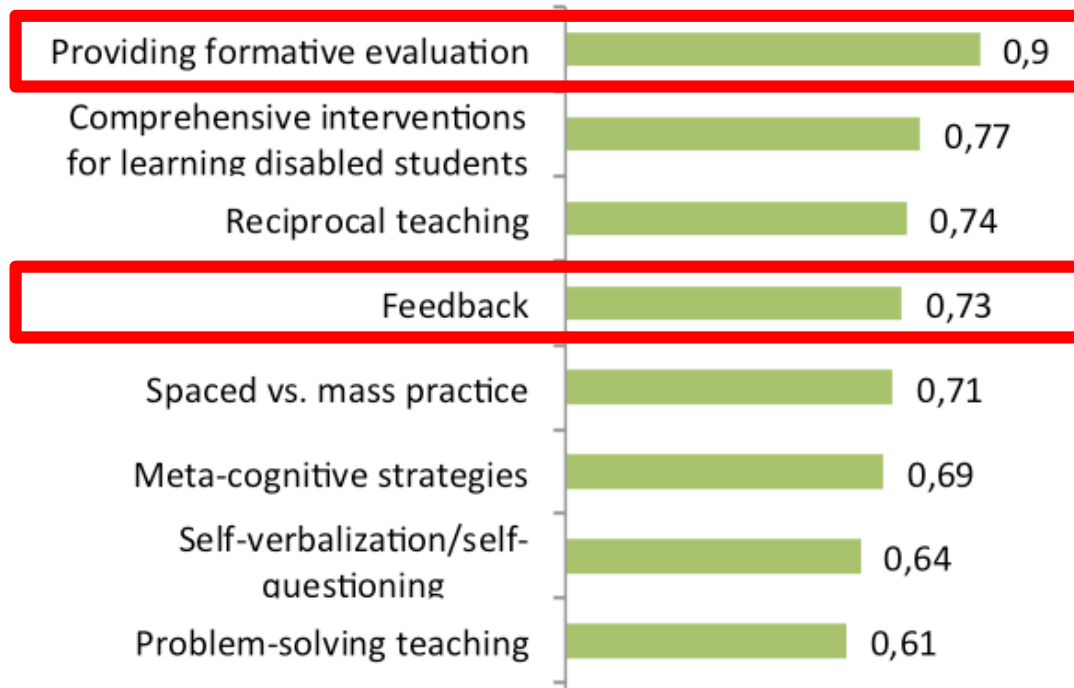 Providing formative evaluation 0,9
Comprehensive interventions
for learning disabled students 0,77
Reciprocal teaching 0,74
Feedback 0,73
Spaced vs. mass practice 0,71
Meta-cognitive strategies 0,69
Self-verbalization/self-
questioning 0,64
Problem-solving teaching 0,61